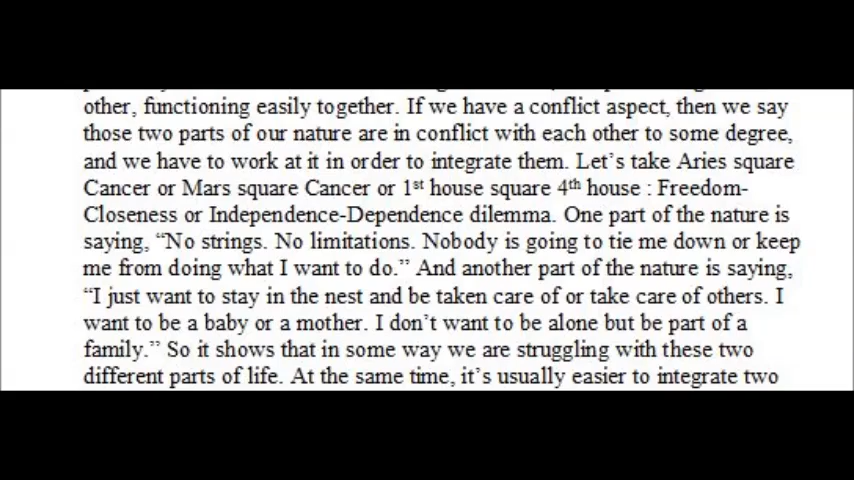 other, functioning easily together. If we have a conflict aspect, then we say
those two parts of our nature are in conflict with each other to some degree,
and we have to work at it in order to integrate them. Let’s take Aries square
Cancer or Mars square Cancer or 1st house square 4th house : Freedom-
Closeness or Independence-Dependence dilemma. One part of the nature is
saying, “No strings. No limitations. Nobody is going to tie me down or keep
me from doing what I want to do.” And another part of the nature is saying,
“I just want to stay in the nest and be taken care of or take care of others. I
want to be a baby or a mother. I don’t want to be alone but be part of a
family.” So it shows that in some way we are struggling with these two
different parts of life. At the same time, it’s usually easier to integrate two